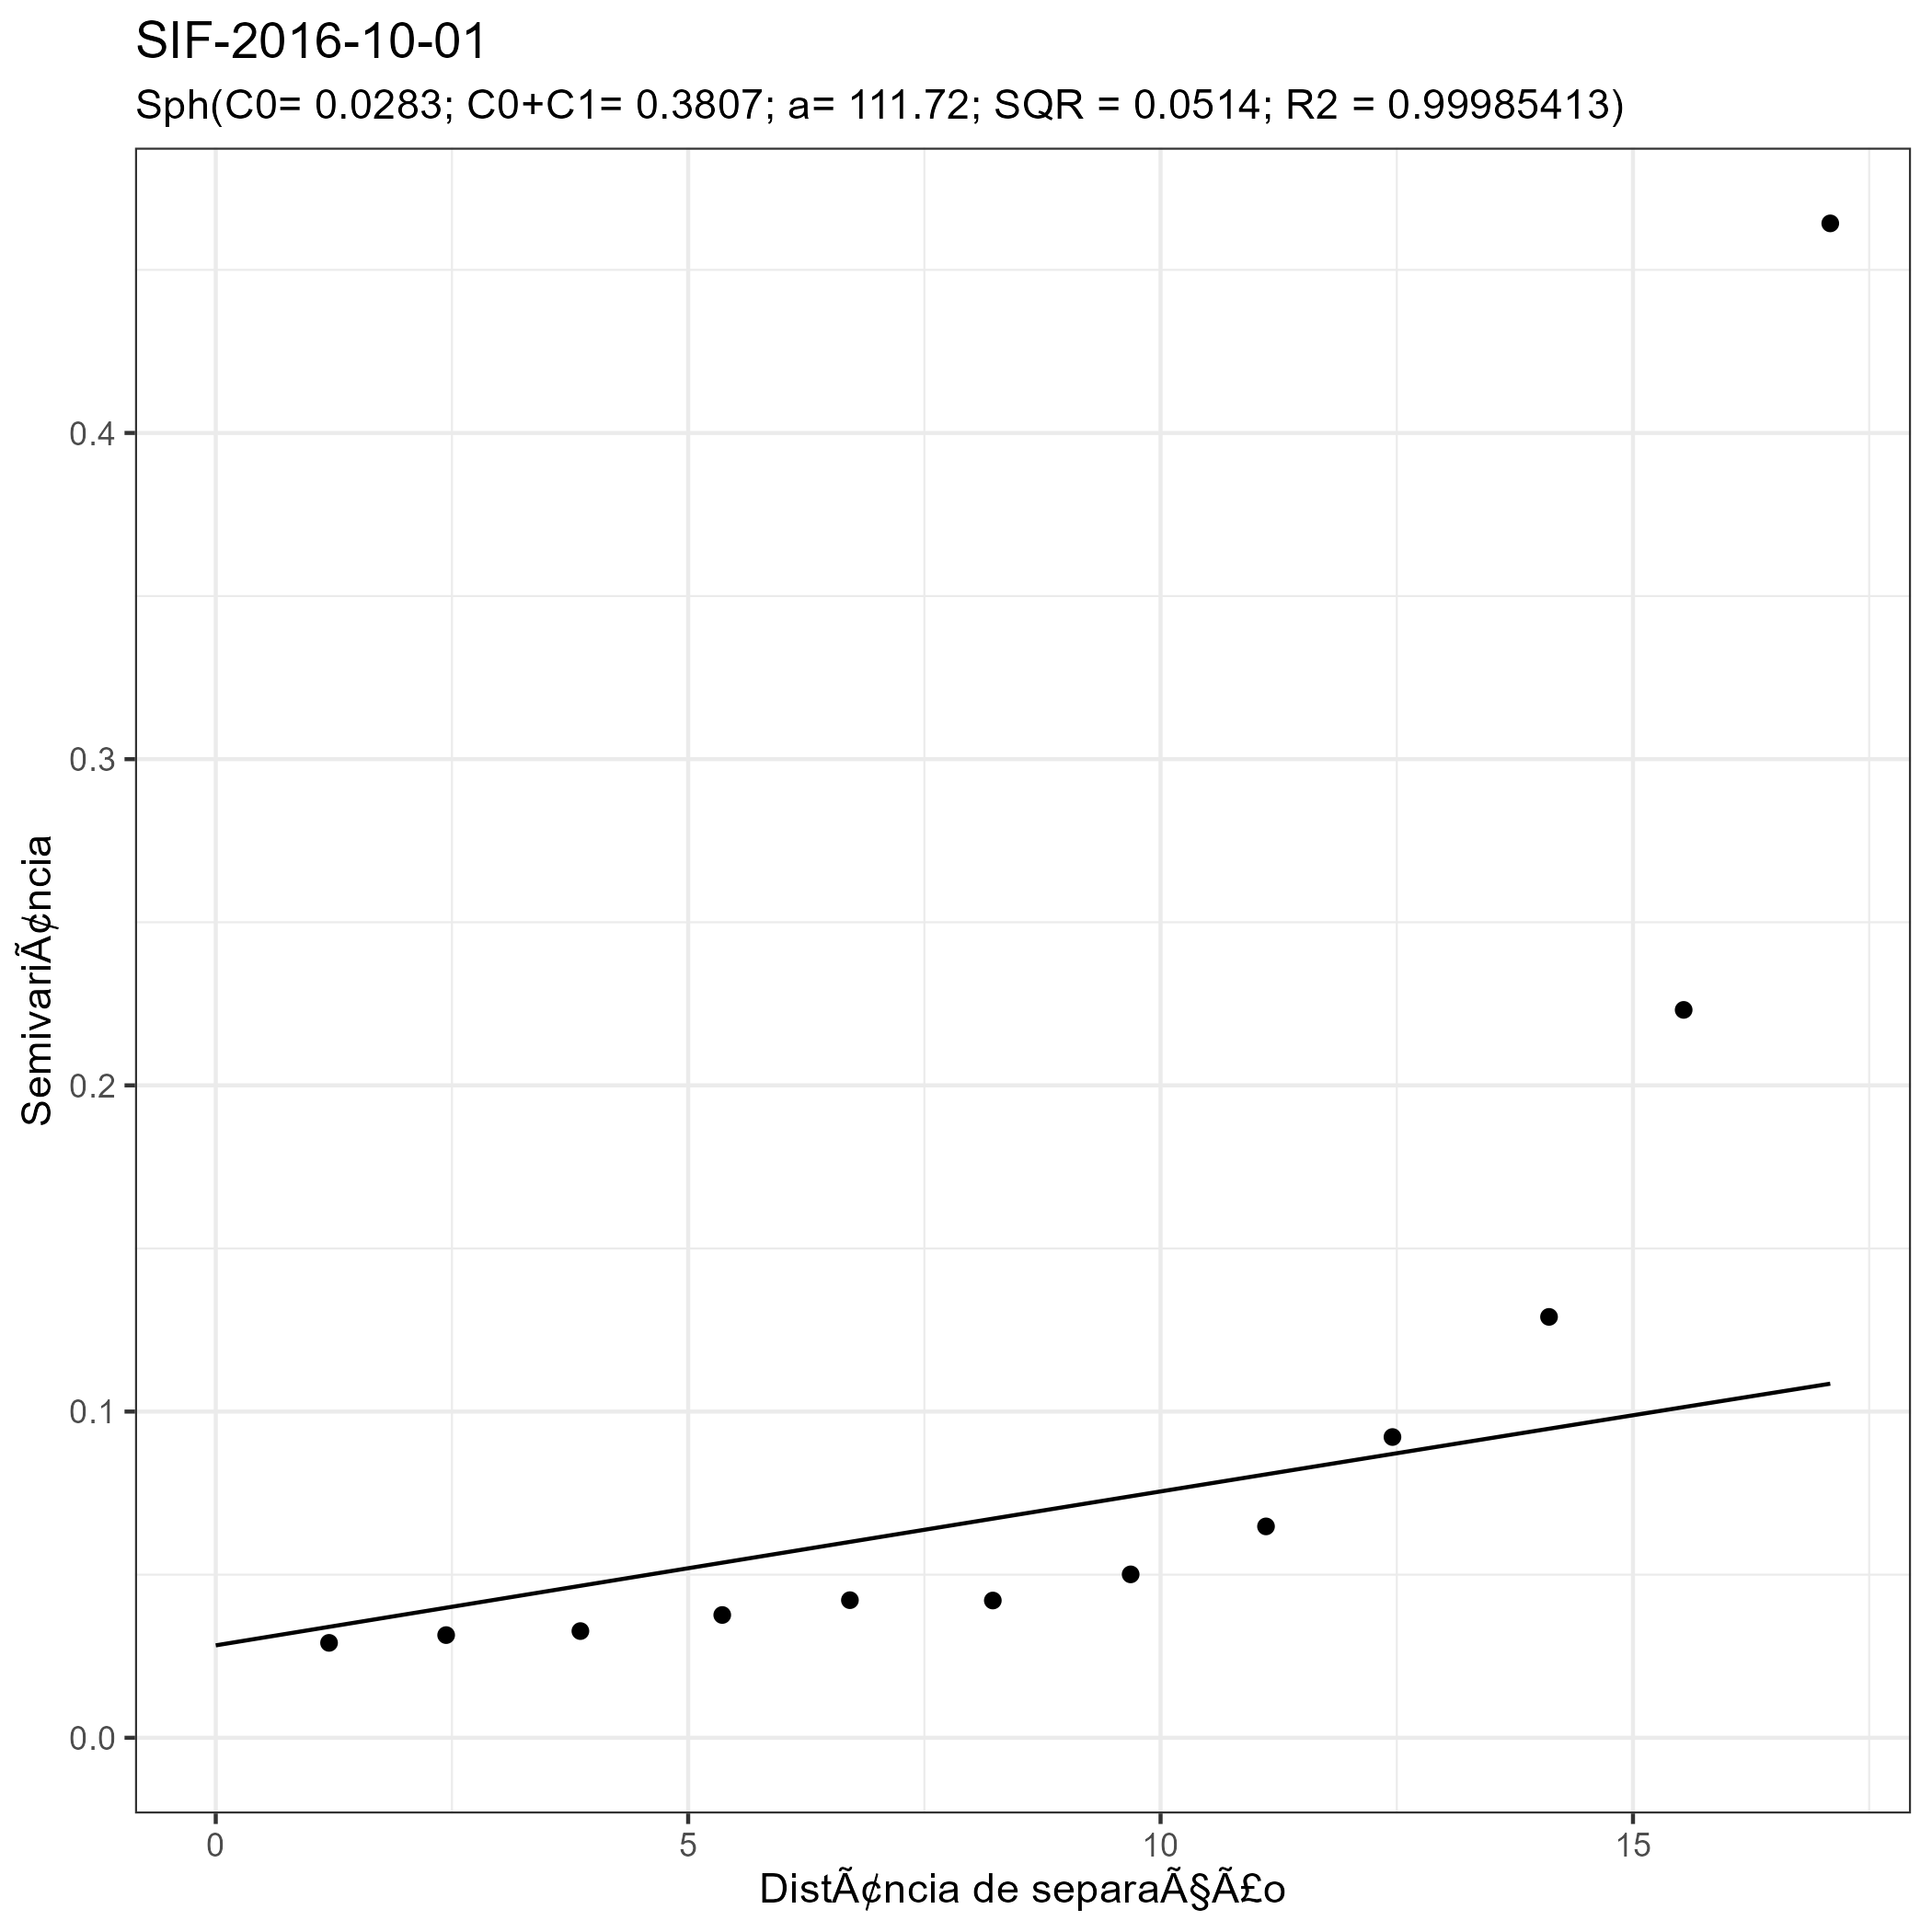 SIF-2016-10-01
Sph(C0= 0.0283; C0+C1= 0.3807; a= 111.72; SQR = 0.0514; R2 = 0.99985413)
SemivariÃ¢ncia
0.4
0.3
0.2
0.1
0.0
0 5 10 15
DistÃ¢ncia de separaÃ§Ã£o